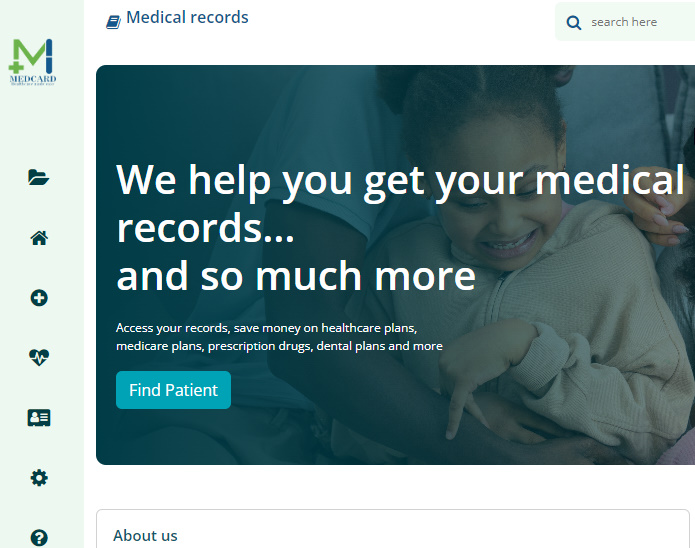 Medical records
search here
MEDCARD
We help you get your medical
records...
and so much more
Access your records, save money on healthcare plans,
medicare plans, prescription drugs, dental plans and more
Find Patient
About us